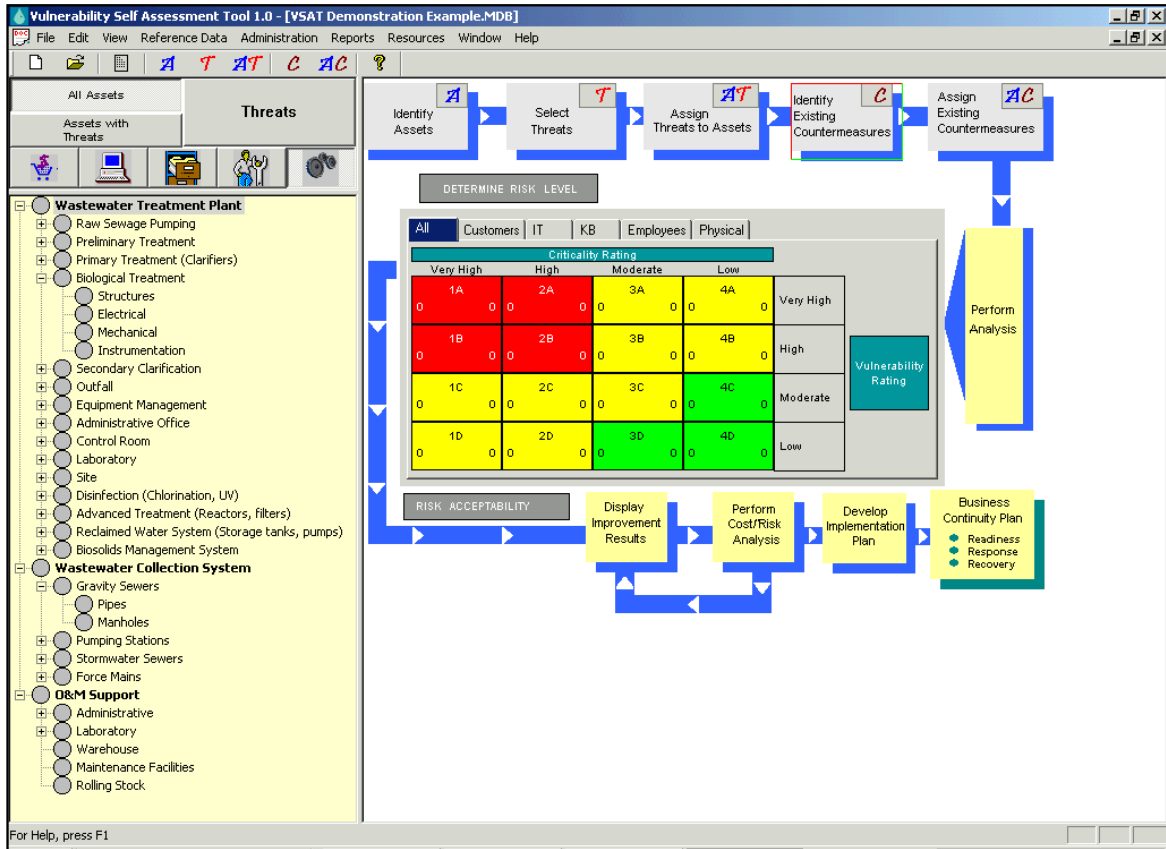 Vulnerability Self Assessment Tool 1.0 - [VSAT Demonstration Example.MDB]
File Edit View Reference Data Administration Reports Resources Window Help
A T AT C AC ?
All Assets
Assets with
Threats
Threats
Wastewater Treatment Plant
Raw Sewage Pumping
Preliminary Treatment
Primary Treatment (Clarifiers)
Biological Treatment
Structures
Electrical
Mechanical
Instrumentation
Secondary Clarification
Outfall
Equipment Management
Administrative Office
Control Room
Laboratory
Site
Disinfection (Chlorination, UV)
Advanced Treatment (Reactors, filters)
Reclaimed Water System (Storage tanks, pumps)
Biosolids Management System
Wastewater Collection System
Gravity Sewers
Pipes
Manholes
Pumping Stations
Stormwater Sewers
Force Mains
O&M Support
Administrative
Laboratory
Warehouse
Maintenance Facilities
Rolling Stock
A
Identify
Assets
T
Select
Threats
AT
Assign
Threats to Assets
C
Identify
Existing
Countermeasures
AC
Assign
Existing
Countermeasures
DETERMINE RISK LEVEL
All Customers IT KB Employees Physical
Criticality Rating
Very High High Moderate Low
1A 2A 3A 4A
0 0 0 0 0 0 0 0
Very High
1B 2B 3B 4B
0 0 0 0 0 0 0 0
High
1C 2C 3C 4C
0 0 0 0 0 0 0 0
Moderate
1D 2D 3D 4D
0 0 0 0 0 0 0 0
Low
Vulnerability
Rating
Perform
Analysis
RISK ACCEPTABILITY
Display
Improvement
Results
Perform
Cost/Risk
Analysis
Develop
Implementation
Plan
Business
Continuity Plan
Readiness
Response
Recovery
For Help, press F1